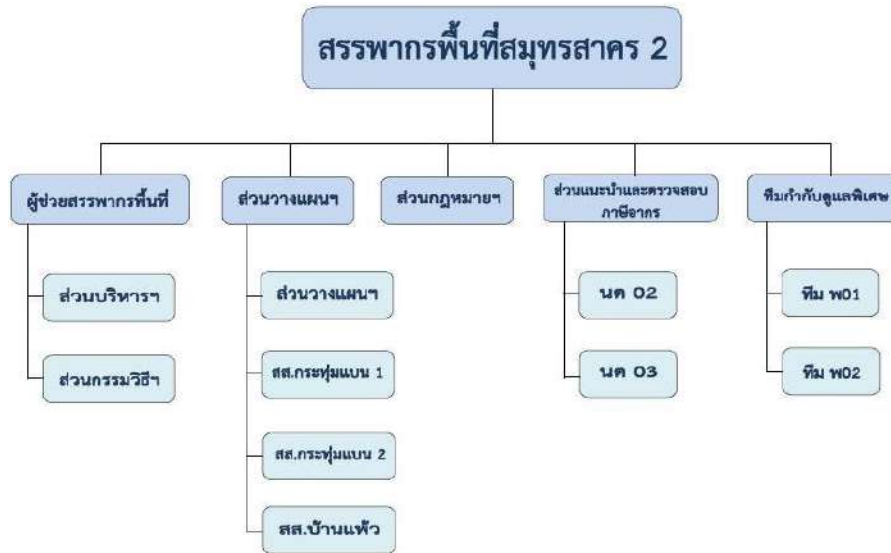 สรรพากรพื้นที่สมุทรสาคร 2
ผู้ช่วยสรรพากรพื้นที่
ส่วนวางแผนฯ
ส่วนกฎหมายฯ
ส่วนแนะนำและตรวจสอบ
ภาษีอากร
ทีมกำกับดูแลพิเศษ
ส่วนบริหารฯ
ส่วนวางแผนฯ
นต 02
ทีม พ01
ส่วนกรรมวิธีฯ
สส.กระทุ่มแบน 1
นต 03
ทีม พ02
สส.กระทุ่มแบน 2
สส.บ้านแพ้ว